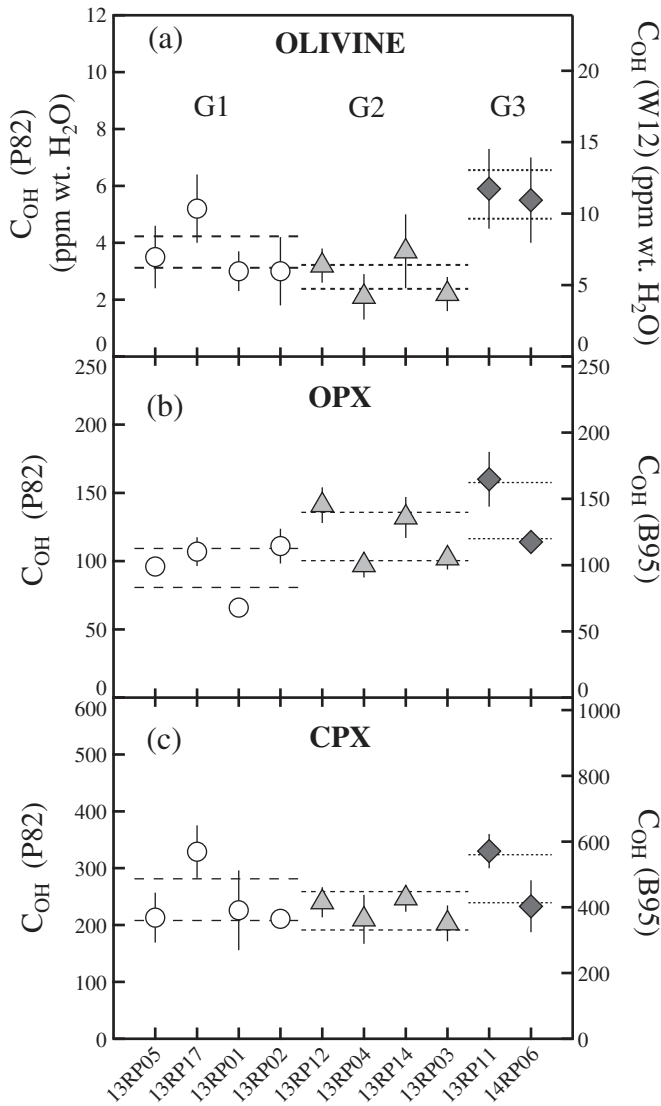 (a) OLIVINE
G1 G2 G3
12
10
8
6
4
2
0
C_OH (P82)
(ppm wt. H₂O)
20
15
10
5
0
C_OH (W12) (ppm wt. H₂O)
(b) OPX
250
200
150
100
50
0
C_OH (P82)
250
200
150
100
50
0
C_OH (B95)
(c) CPX
600
500
400
300
200
100
0
C_OH (P82)
1000
800
600
400
200
0
C_OH (B95)
13RP05
13RP17
13RP01
13RP02
13RP12
13RP04
13RP14
13RP03
13RP11
14RP06